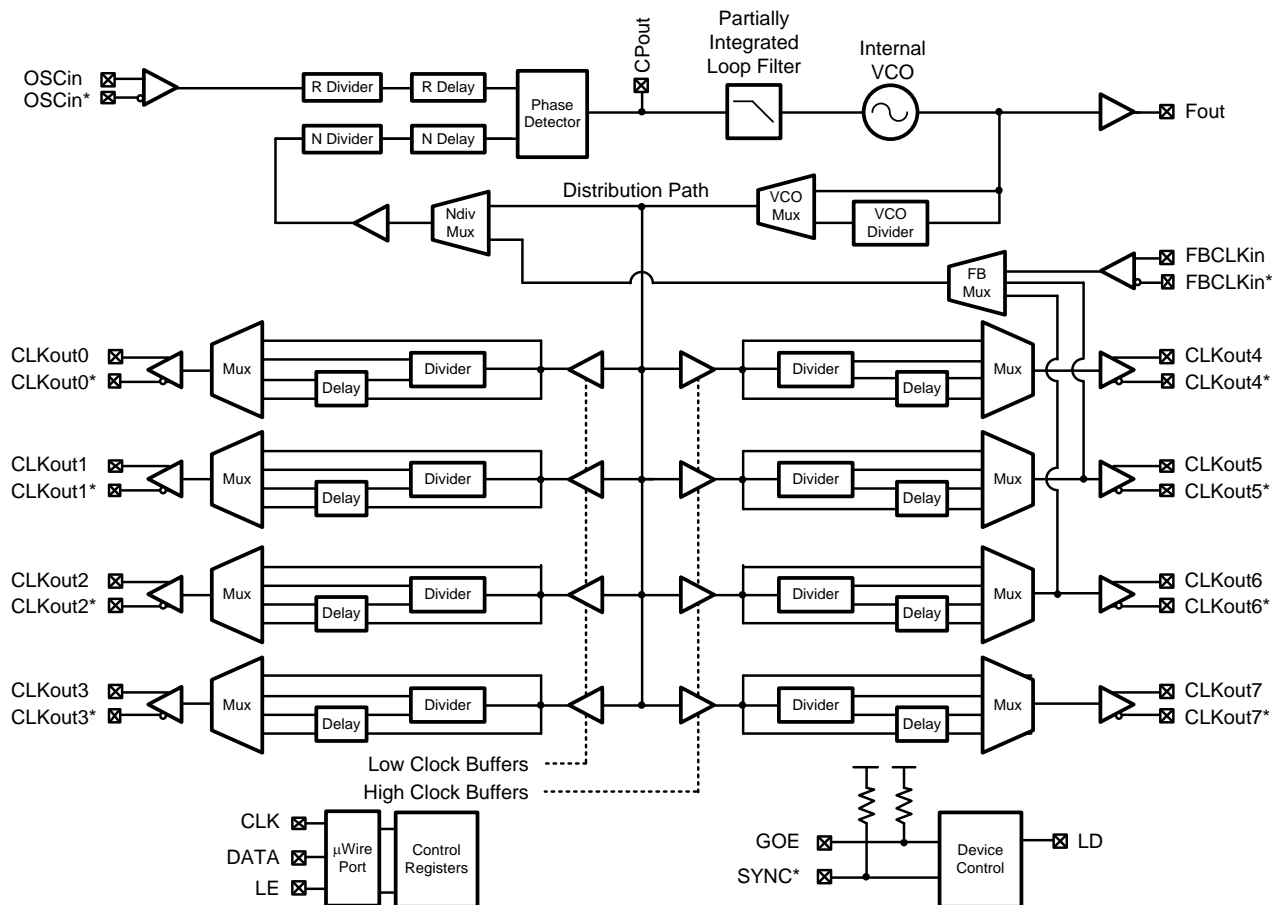 Partially
Integrated
Loop Filter
Internal
VCO
CPout
OSCin
OSCin*
R Divider
R Delay
Phase
Detector
N Divider
N Delay
Fout
Distribution Path
Ndiv
Mux
VCO
Mux
VCO
Divider
FB
Mux
FBCLKin
FBCLKin*
CLKout0
CLKout0*
Mux
Divider
Delay
Divider
Delay
Mux
CLKout4
CLKout4*
CLKout1
CLKout1*
Mux
Divider
Delay
Divider
Delay
Mux
CLKout5
CLKout5*
CLKout2
CLKout2*
Mux
Divider
Delay
Divider
Delay
Mux
CLKout6
CLKout6*
CLKout3
CLKout3*
Mux
Divider
Delay
Divider
Delay
Mux
CLKout7
CLKout7*
Low Clock Buffers
High Clock Buffers
CLK
DATA
LE
µWire
Port
Control
Registers
GOE
SYNC*
Device
Control
LD